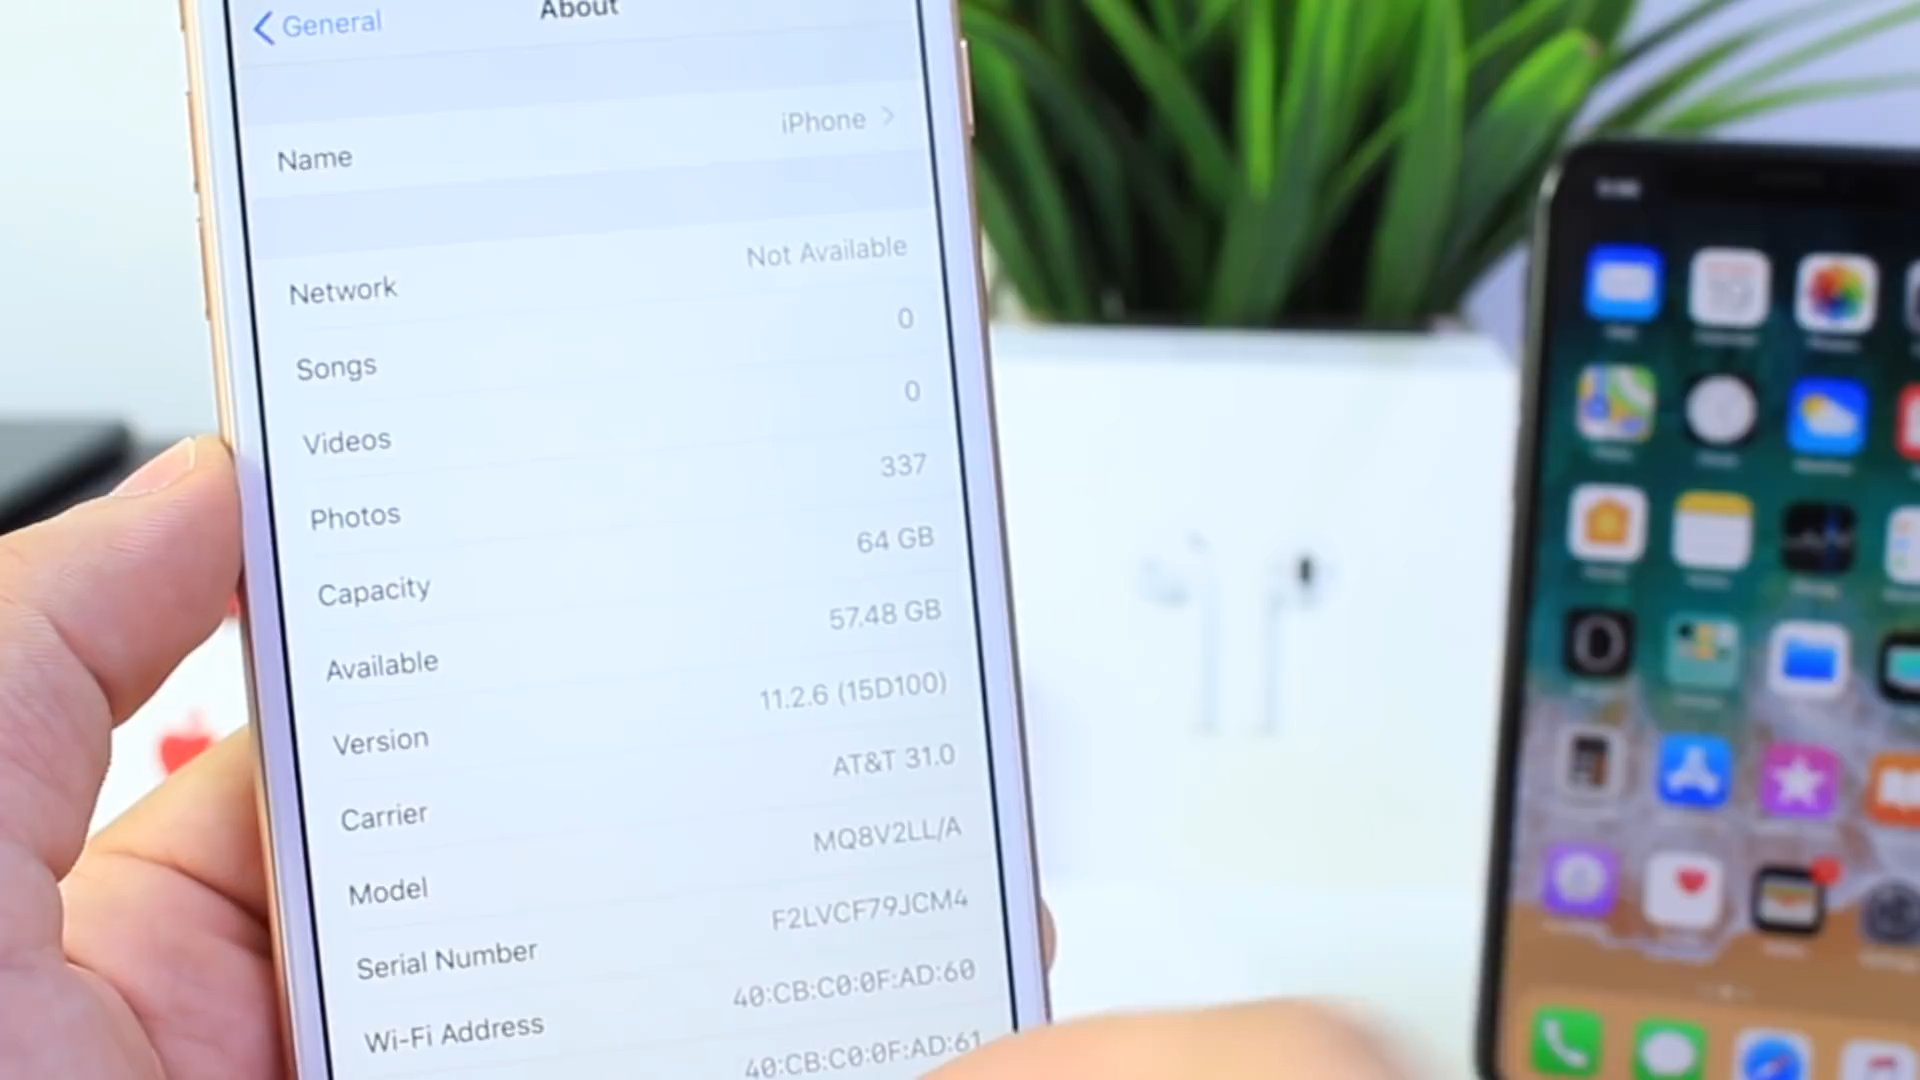 General
About
Name iPhone
Network Not Available
Songs 0
Videos 0
Photos 337
Capacity 64 GB
Available 57.48 GB
Version 11.2.6 (15D100)
Carrier AT&T 31.0
Model MQ8V2LL/A
Serial Number F2LVCF79JCM4
Wi-Fi Address 40:CB:C0:0F:AD:60
40:CB:C0:0F:AD:61